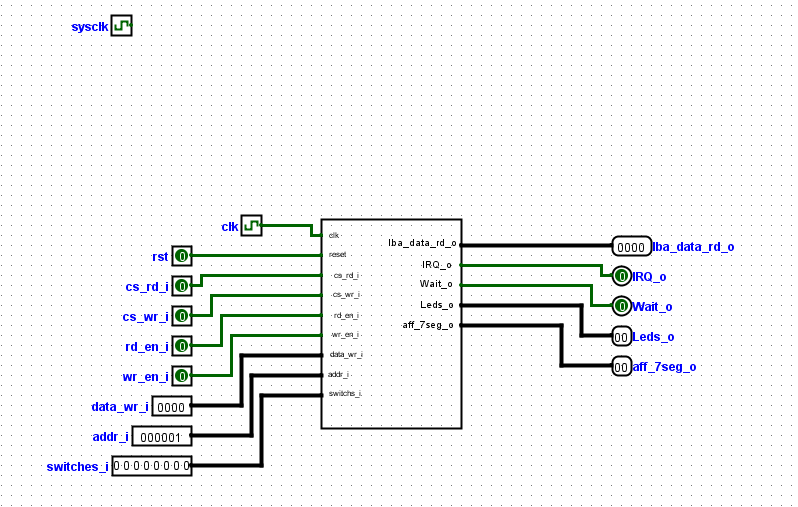 sysclk
clk
rst 0
cs_rd_i 0
cs_wr_i 0
rd_en_i 0
wr_en_i 0
data_wr_i 0000
addr_i 000001
switches_i 0 0 0 0 0 0 0 0
clk
reset
cs_rd_i
cs_wr_i
rd_en_i
wr_en_i
data_wr_i
addr_i
switchs_i
lba_data_rd_o
IRQ_o
Wait_o
Leds_o
aff_7seg_o
0000 lba_data_rd_o
0 IRQ_o
0 Wait_o
00 Leds_o
00 aff_7seg_o